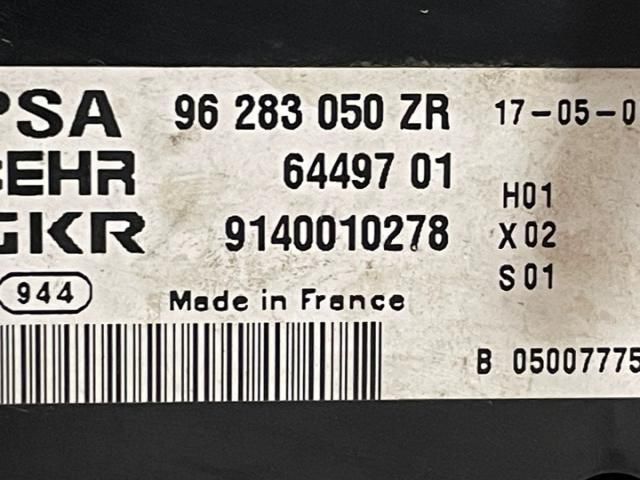 PSA 96 283 050 ZR 17-05-0
EHR 64497 01 H01
GKR 9140010278 X02
944 S01
Made in France
B 05007775